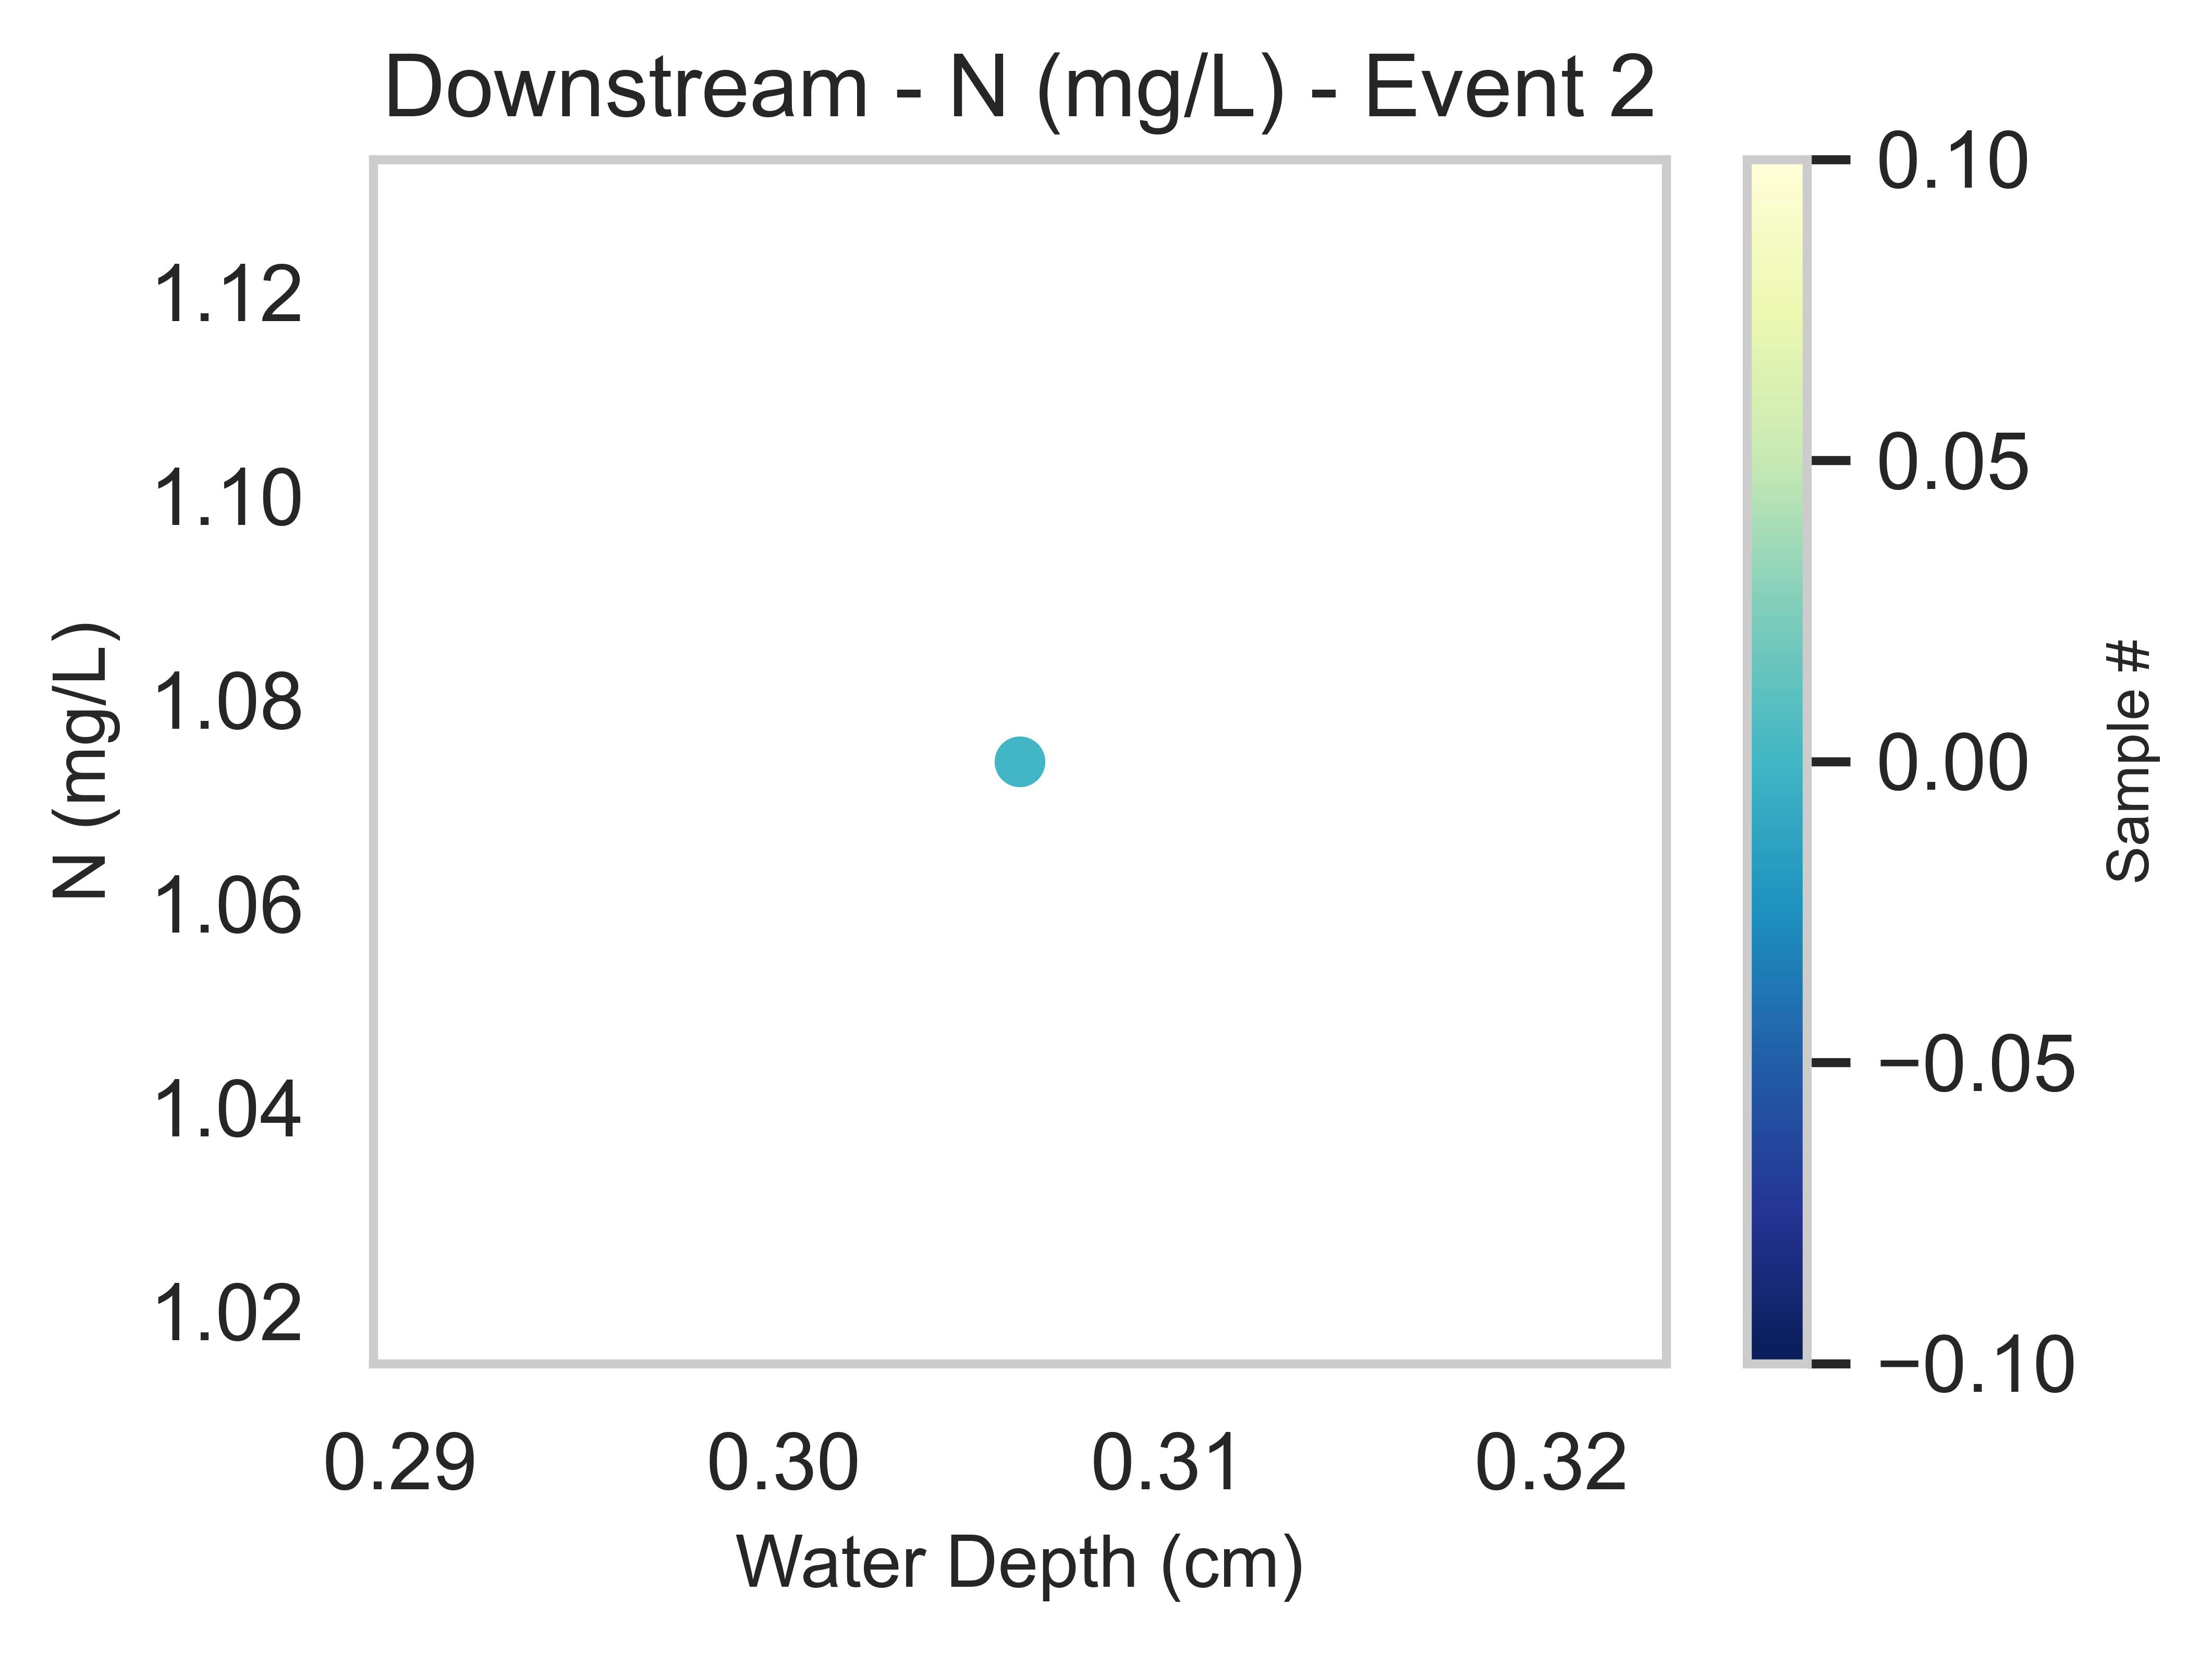 Downstream - N (mg/L) - Event 2
1.12
1.10
1.08
1.06
1.04
1.02
N (mg/L)
0.29 0.30 0.31 0.32
Water Depth (cm)
0.10
0.05
0.00
−0.05
−0.10
Sample #